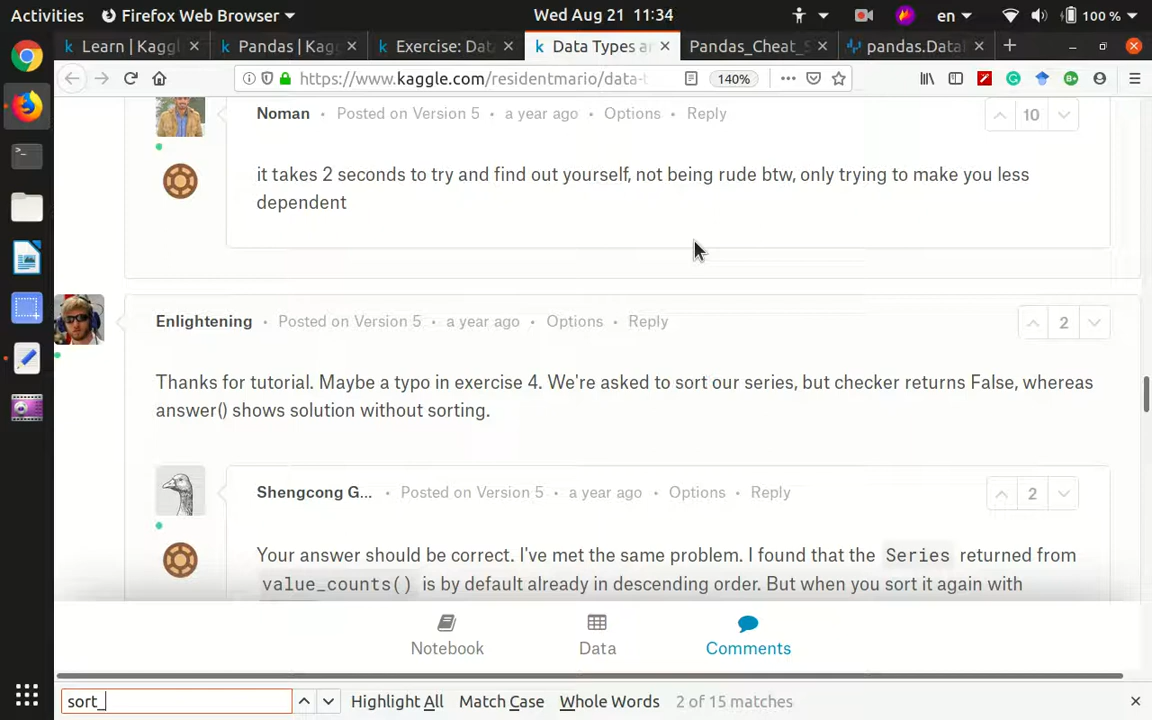 Activities Firefox Web Browser Wed Aug 21 11:34 en 100 %
Learn | Kaggl Pandas | Kagg Exercise: Dat Data Types a Pandas_Cheat_S pandas.Data
https://www.kaggle.com/residentmario/data-t 140%
Noman • Posted on Version 5 • a year ago • Options • Reply 10
it takes 2 seconds to try and find out yourself, not being rude btw, only trying to make you less
dependent
Enlightening • Posted on Version 5 • a year ago • Options • Reply 2
Thanks for tutorial. Maybe a typo in exercise 4. We're asked to sort our series, but checker returns False, whereas
answer() shows solution without sorting.
Shengcong G... • Posted on Version 5 • a year ago • Options • Reply 2
Your answer should be correct. I've met the same problem. I found that the Series returned from
value_counts() is by default already in descending order. But when you sort it again with
Notebook Data Comments
sort_ Highlight All Match Case Whole Words 2 of 15 matches